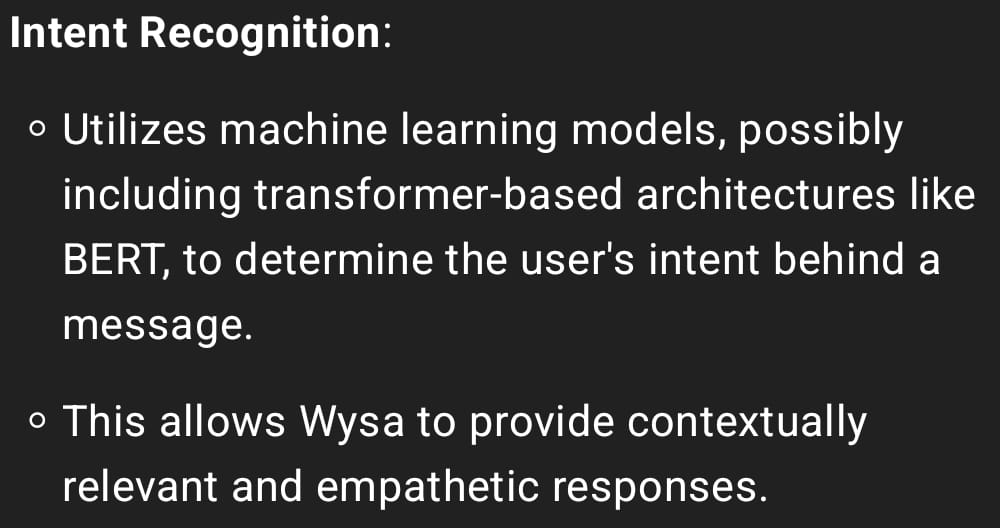 Intent Recognition:
○ Utilizes machine learning models, possibly
including transformer-based architectures like
BERT, to determine the user's intent behind a
message.
○ This allows Wysa to provide contextually
relevant and empathetic responses.